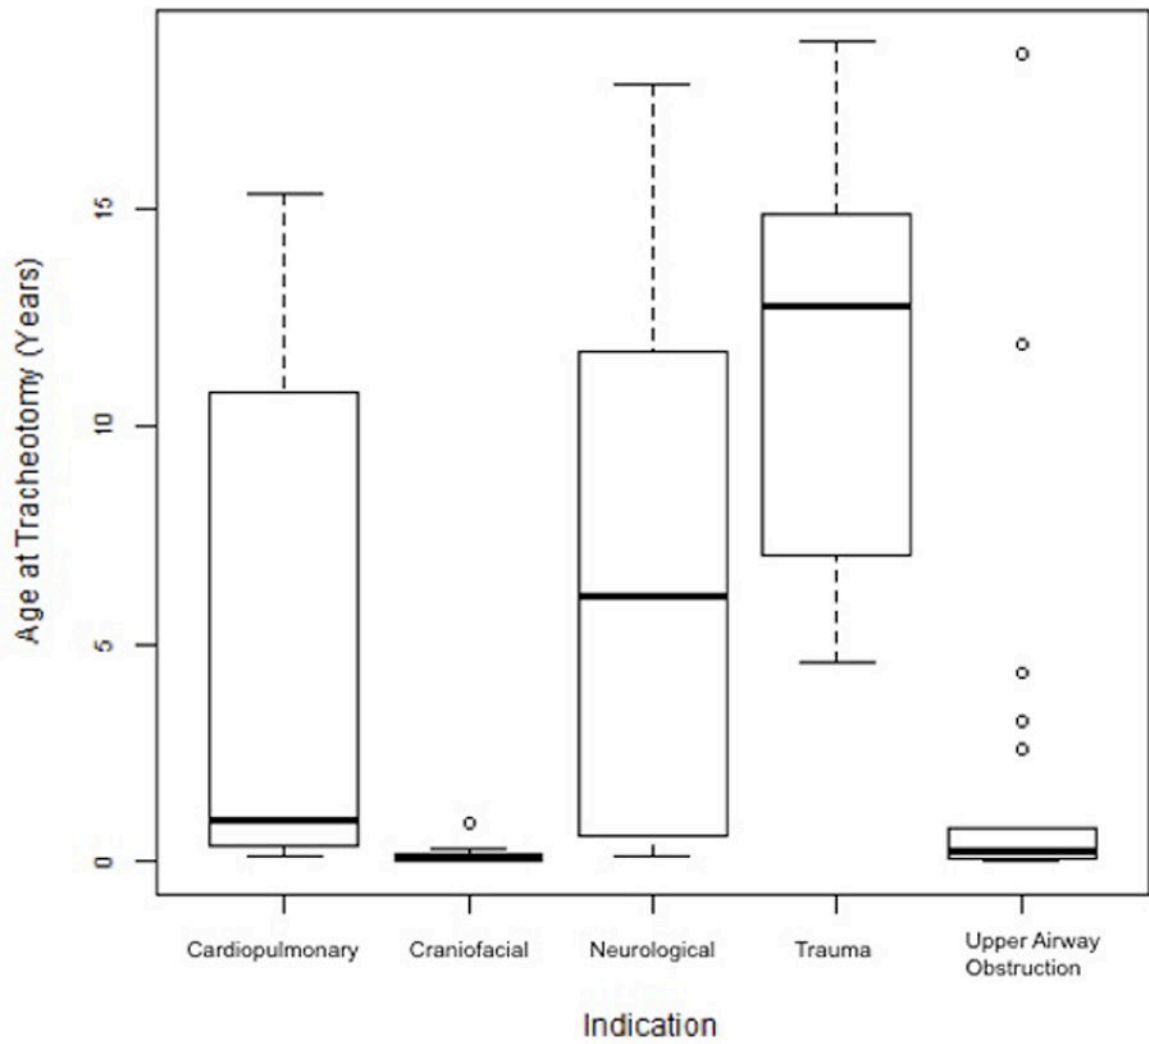 Age at Tracheotomy (Years)
15
10
5
0
Cardiopulmonary
Craniofacial
Neurological
Trauma
Upper Airway
Obstruction
Indication